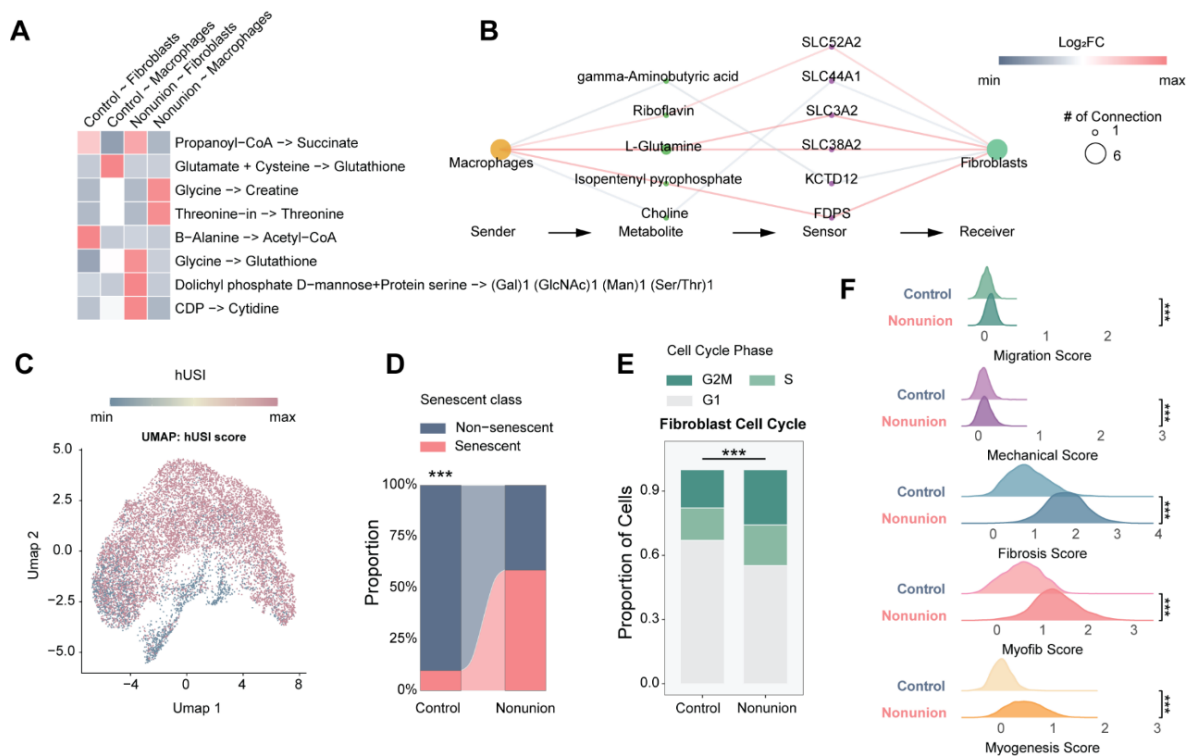 A
Control ~ Fibroblasts
Control ~ Macrophages
Nonunion ~ Fibroblasts
Nonunion ~ Macrophages
Propanoyl-CoA -> Succinate
Glutamate + Cysteine -> Glutathione
Glycine -> Creatine
Threonine-in -> Threonine
B-Alanine -> Acetyl-CoA
Glycine -> Glutathione
Dolichyl phosphate D-mannose+Protein serine -> (Gal)1 (GlcNAc)1 (Man)1 (Ser/Thr)1
CDP -> Cytidine
B
SLC52A2
gamma-Aminobutyric acid
SLC44A1
Riboflavin
SLC3A2
L-Glutamine
SLC38A2
Macrophages
Fibroblasts
Isopentenyl pyrophosphate
KCTD12
Choline
FDPS
Sender
Metabolite
Sensor
Receiver
Log₂FC
min
max
# of Connection
1
6
C
hUSI
min
max
UMAP: hUSI score
5.0
2.5
0.0
−2.5
−5.0
Umap 2
−4
0
4
8
Umap 1
D
Senescent class
Non-senescent
Senescent
***
100%
75%
50%
25%
0%
Proportion
Control
Nonunion
E
Cell Cycle Phase
G2M
S
G1
Fibroblast Cell Cycle
***
0.9
0.6
0.3
0.0
Proportion of Cells
Control
Nonunion
F
Control
Nonunion
***
0
1
2
Migration Score
Control
Nonunion
***
0
1
2
3
Mechanical Score
Control
Nonunion
***
0
1
2
3
4
Fibrosis Score
Control
Nonunion
***
0
1
2
3
Myofib Score
Control
Nonunion
***
0
1
2
3
Myogenesis Score